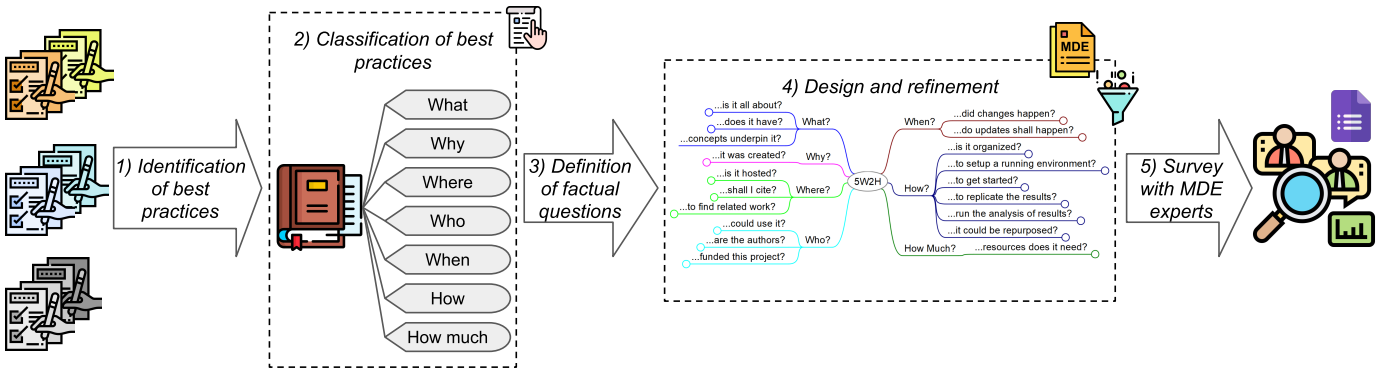 1) Identification
of best
practices
2) Classification of best
practices
What
Why
Where
Who
When
How
How much
3) Definition
of factual
questions
MDE
4) Design and refinement
5W2H
What?
...is it all about?
...does it have?
...concepts underpin it?
Why?
...it was created?
Where?
...is it hosted?
...shall I cite?
...to find related work?
Who?
...could use it?
...are the authors?
...funded this project?
When?
...did changes happen?
...do updates shall happen?
How?
...is it organized?
...to setup a running environment?
...to get started?
...to replicate the results?
...run the analysis of results?
...it could be repurposed?
How Much?
...resources does it need?
5) Survey
with MDE
experts